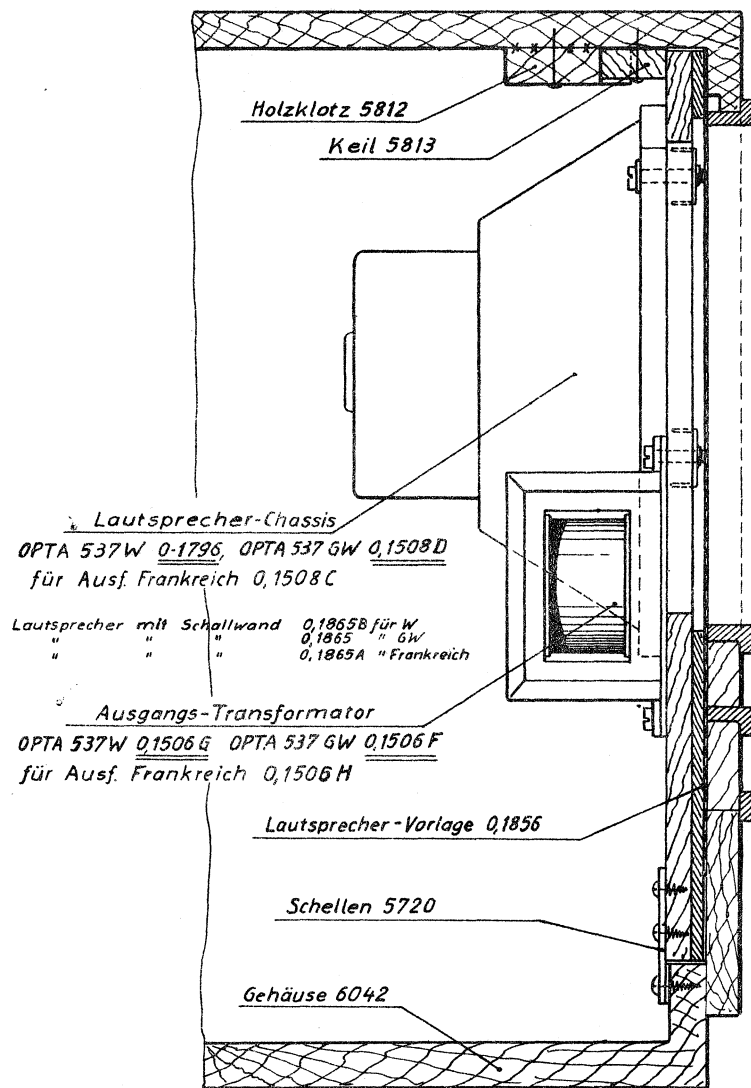 Holzklotz 5812
Keil 5813
Lautsprecher-Chassis
OPTA 537W 0-1796, OPTA 537 GW 0,1508D
für Ausf. Frankreich 0,1508C
Lautsprecher mit Schallwand 0,1865B für W
" " " 0,1865 " GW
" " " 0,1865A " Frankreich
Ausgangs-Transformator
OPTA 537W 0,1506G OPTA 537 GW 0,1506F
für Ausf. Frankreich 0,1506H
Lautsprecher-Vorlage 0,1856
Schellen 5720
Gehäuse 6042